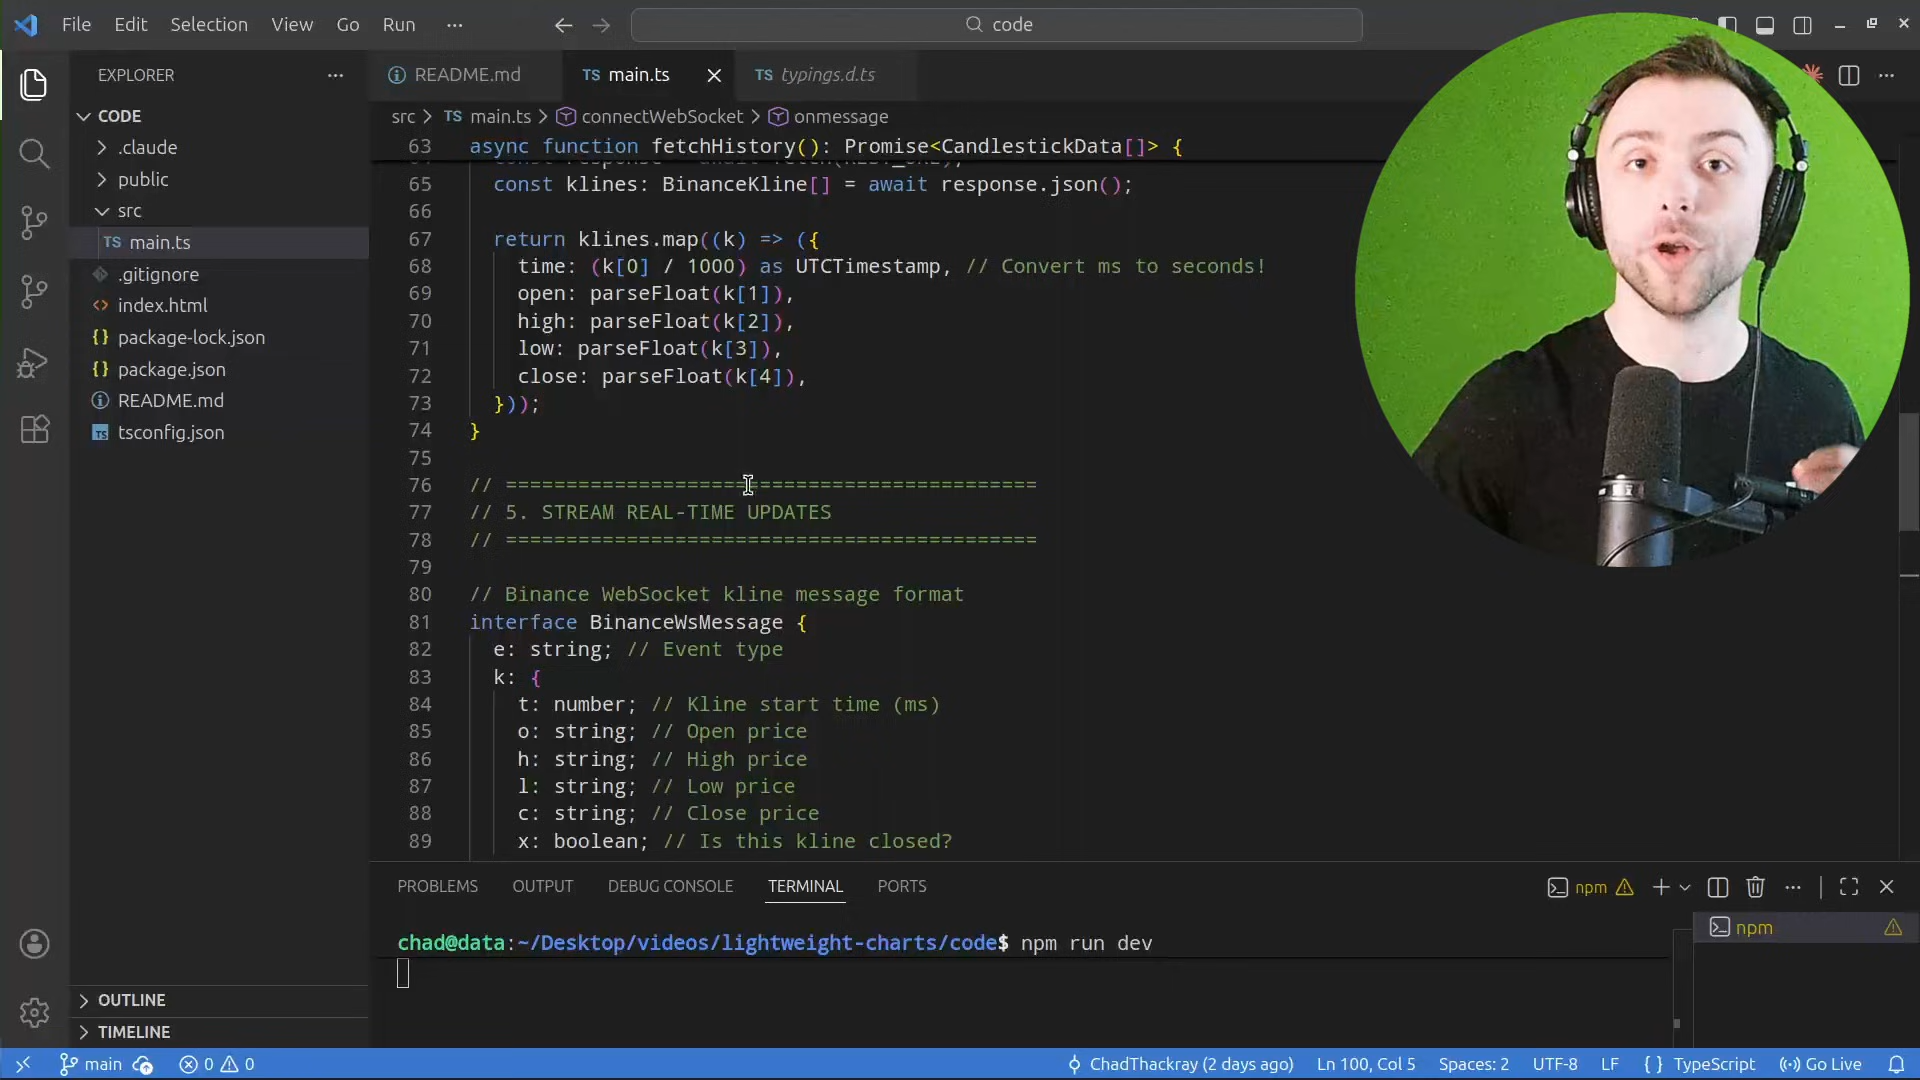 File Edit Selection View Go Run ···
code
EXPLORER
README.md
TS main.ts
TS typings.d.ts
CODE
.claude
public
src
TS main.ts
.gitignore
index.html
package-lock.json
package.json
README.md
TS tsconfig.json
OUTLINE
TIMELINE
src > TS main.ts > connectWebSocket > onmessage
63 async function fetchHistory(): Promise<CandlestickData[]> {
65 const klines: BinanceKline[] = await response.json();
66
67 return klines.map((k) => ({
68 time: (k[0] / 1000) as UTCTimestamp, // Convert ms to seconds!
69 open: parseFloat(k[1]),
70 high: parseFloat(k[2]),
71 low: parseFloat(k[3]),
72 close: parseFloat(k[4]),
73 }));
74 }
75
76 // ============================================
77 // 5. STREAM REAL-TIME UPDATES
78 // ============================================
79
80 // Binance WebSocket kline message format
81 interface BinanceWsMessage {
82 e: string; // Event type
83 k: {
84 t: number; // Kline start time (ms)
85 o: string; // Open price
86 h: string; // High price
87 l: string; // Low price
88 c: string; // Close price
89 x: boolean; // Is this kline closed?
PROBLEMS OUTPUT DEBUG CONSOLE TERMINAL PORTS
npm
chad@data:~/Desktop/videos/lightweight-charts/code$ npm run dev
npm
main 0 0
ChadThackray (2 days ago) Ln 100, Col 5 Spaces: 2 UTF-8 LF { } TypeScript Go Live